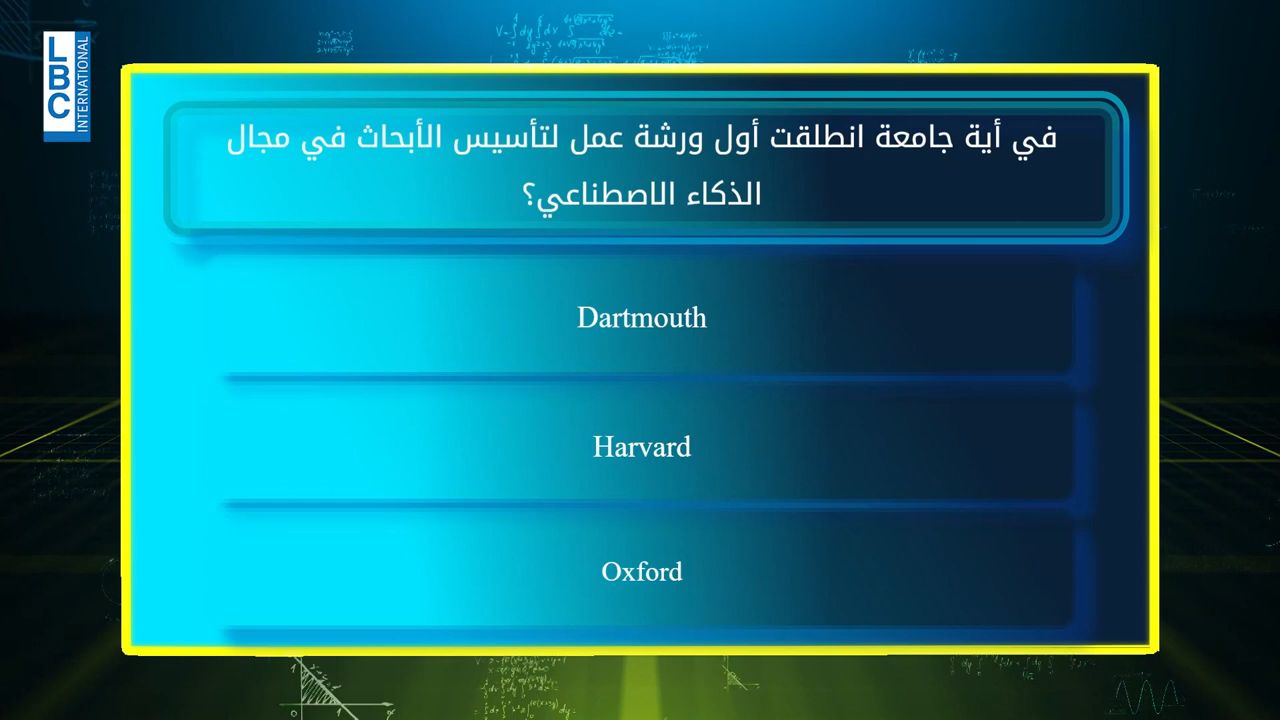 LBC
INTERNATIONAL
في أية جامعة انطلقت أول ورشة عمل لتأسيس الأبحاث في مجال
الذكاء الاصطناعي؟
Dartmouth
Harvard
Oxford